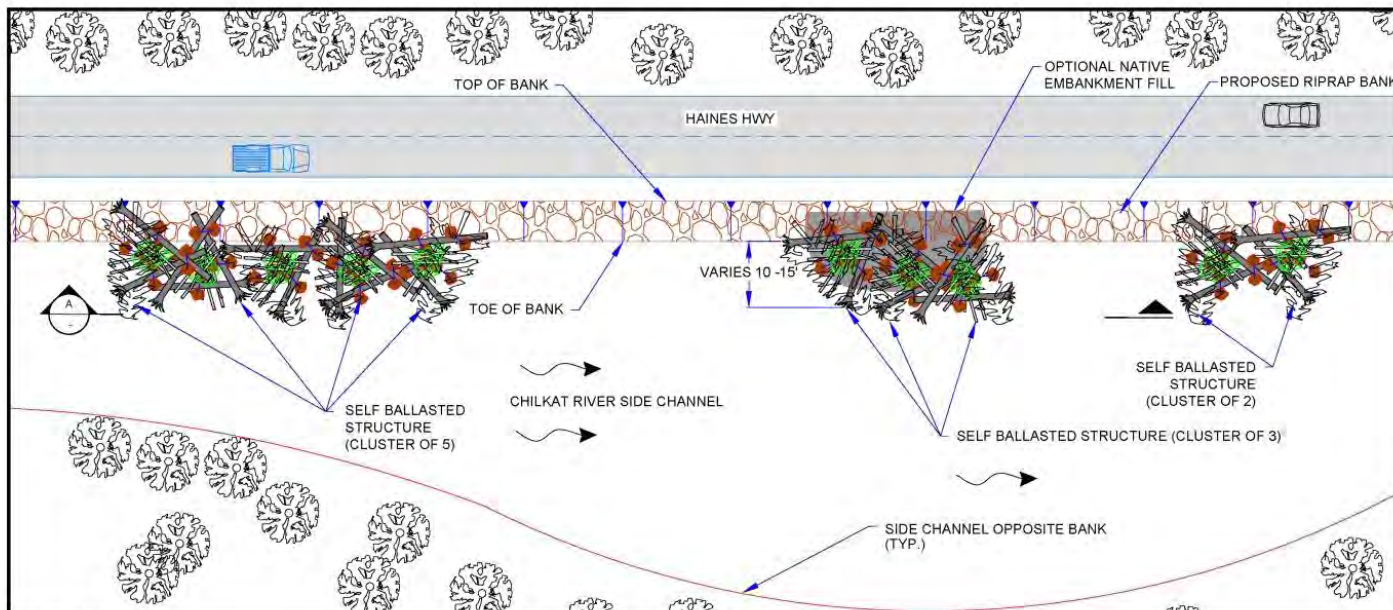 TOP OF BANK
OPTIONAL NATIVE
EMBANKMENT FILL
PROPOSED RIPRAP BANK
HAINES HWY
VARIES 10 -15'
A
-
TOE OF BANK
SELF BALLASTED
STRUCTURE
(CLUSTER OF 5)
CHILKAT RIVER SIDE CHANNEL
SELF BALLASTED STRUCTURE (CLUSTER OF 3)
SELF BALLASTED
STRUCTURE
(CLUSTER OF 2)
SIDE CHANNEL OPPOSITE BANK
(TYP.)